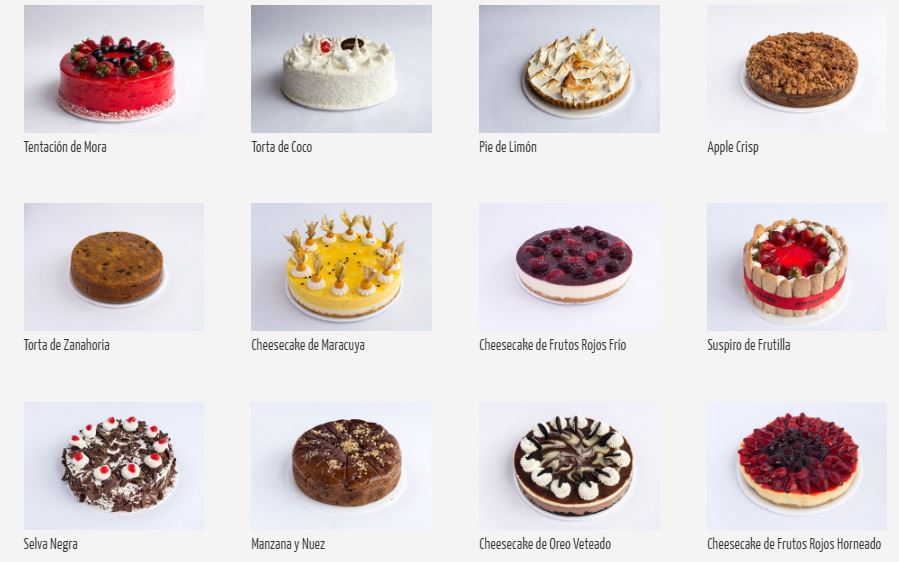 Tentación de Mora
Torta de Coco
Pie de Limón
Apple Crisp
Torta de Zanahoria
Cheesecake de Maracuya
Cheesecake de Frutos Rojos Frío
Suspiro de Frutilla
Selva Negra
Manzana y Nuez
Cheesecake de Oreo Veteado
Cheesecake de Frutos Rojos Horneado